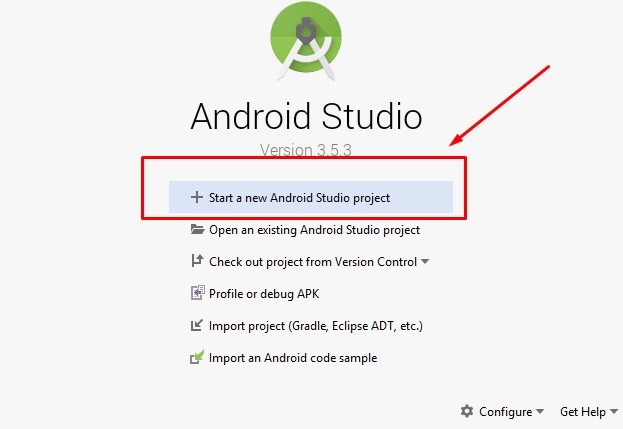 Android Studio
Version 3.5.3
Start a new Android Studio project
Open an existing Android Studio project
Check out project from Version Control
Profile or debug APK
Import project (Gradle, Eclipse ADT, etc.)
Import an Android code sample
Configure Get Help